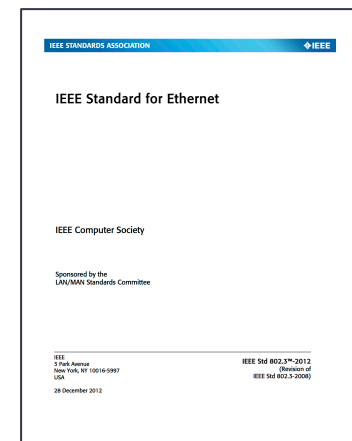 IEEE STANDARDS ASSOCIATION
IEEE
IEEE Standard for Ethernet
IEEE Computer Society
Sponsored by the
LAN/MAN Standards Committee
IEEE
3 Park Avenue
New York, NY 10016-5997
USA
28 December 2012
IEEE Std 802.3™-2012
(Revision of
IEEE Std 802.3-2008)